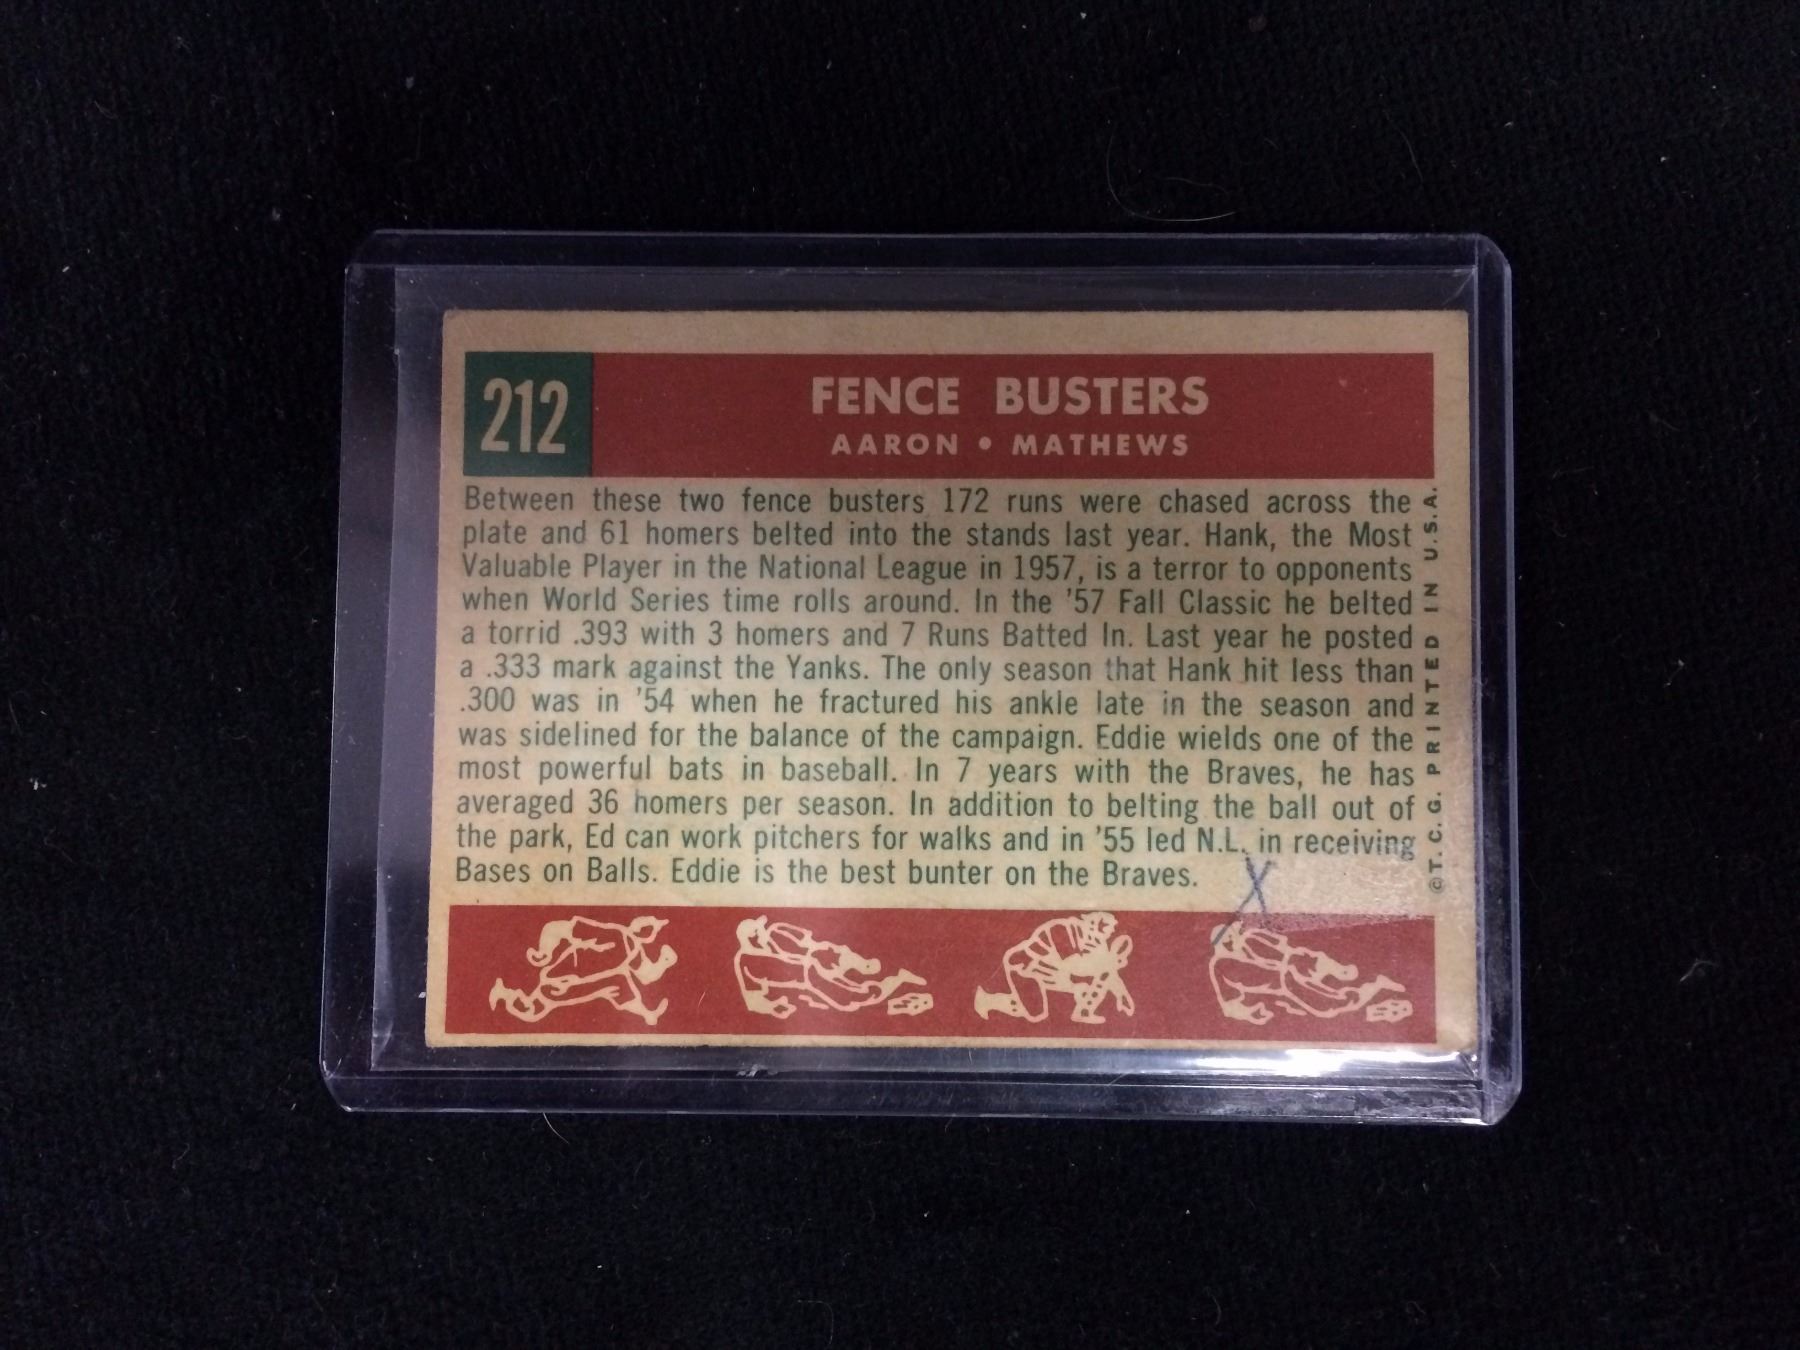 212
FENCE BUSTERS
AARON • MATHEWS
Between these two fence busters 172 runs were chased across the
plate and 61 homers belted into the stands last year. Hank, the Most
Valuable Player in the National League in 1957, is a terror to opponents
when World Series time rolls around. In the '57 Fall Classic he belted
a torrid .393 with 3 homers and 7 Runs Batted In. Last year he posted
a .333 mark against the Yanks. The only season that Hank hit less than
.300 was in '54 when he fractured his ankle late in the season and
was sidelined for the balance of the campaign. Eddie wields one of the
most powerful bats in baseball. In 7 years with the Braves, he has
averaged 36 homers per season. In addition to belting the ball out of
the park, Ed can work pitchers for walks and in '55 led N.L. in receiving
Bases on Balls. Eddie is the best bunter on the Braves.
X
©T. C. G. PRINTED IN U.S.A.